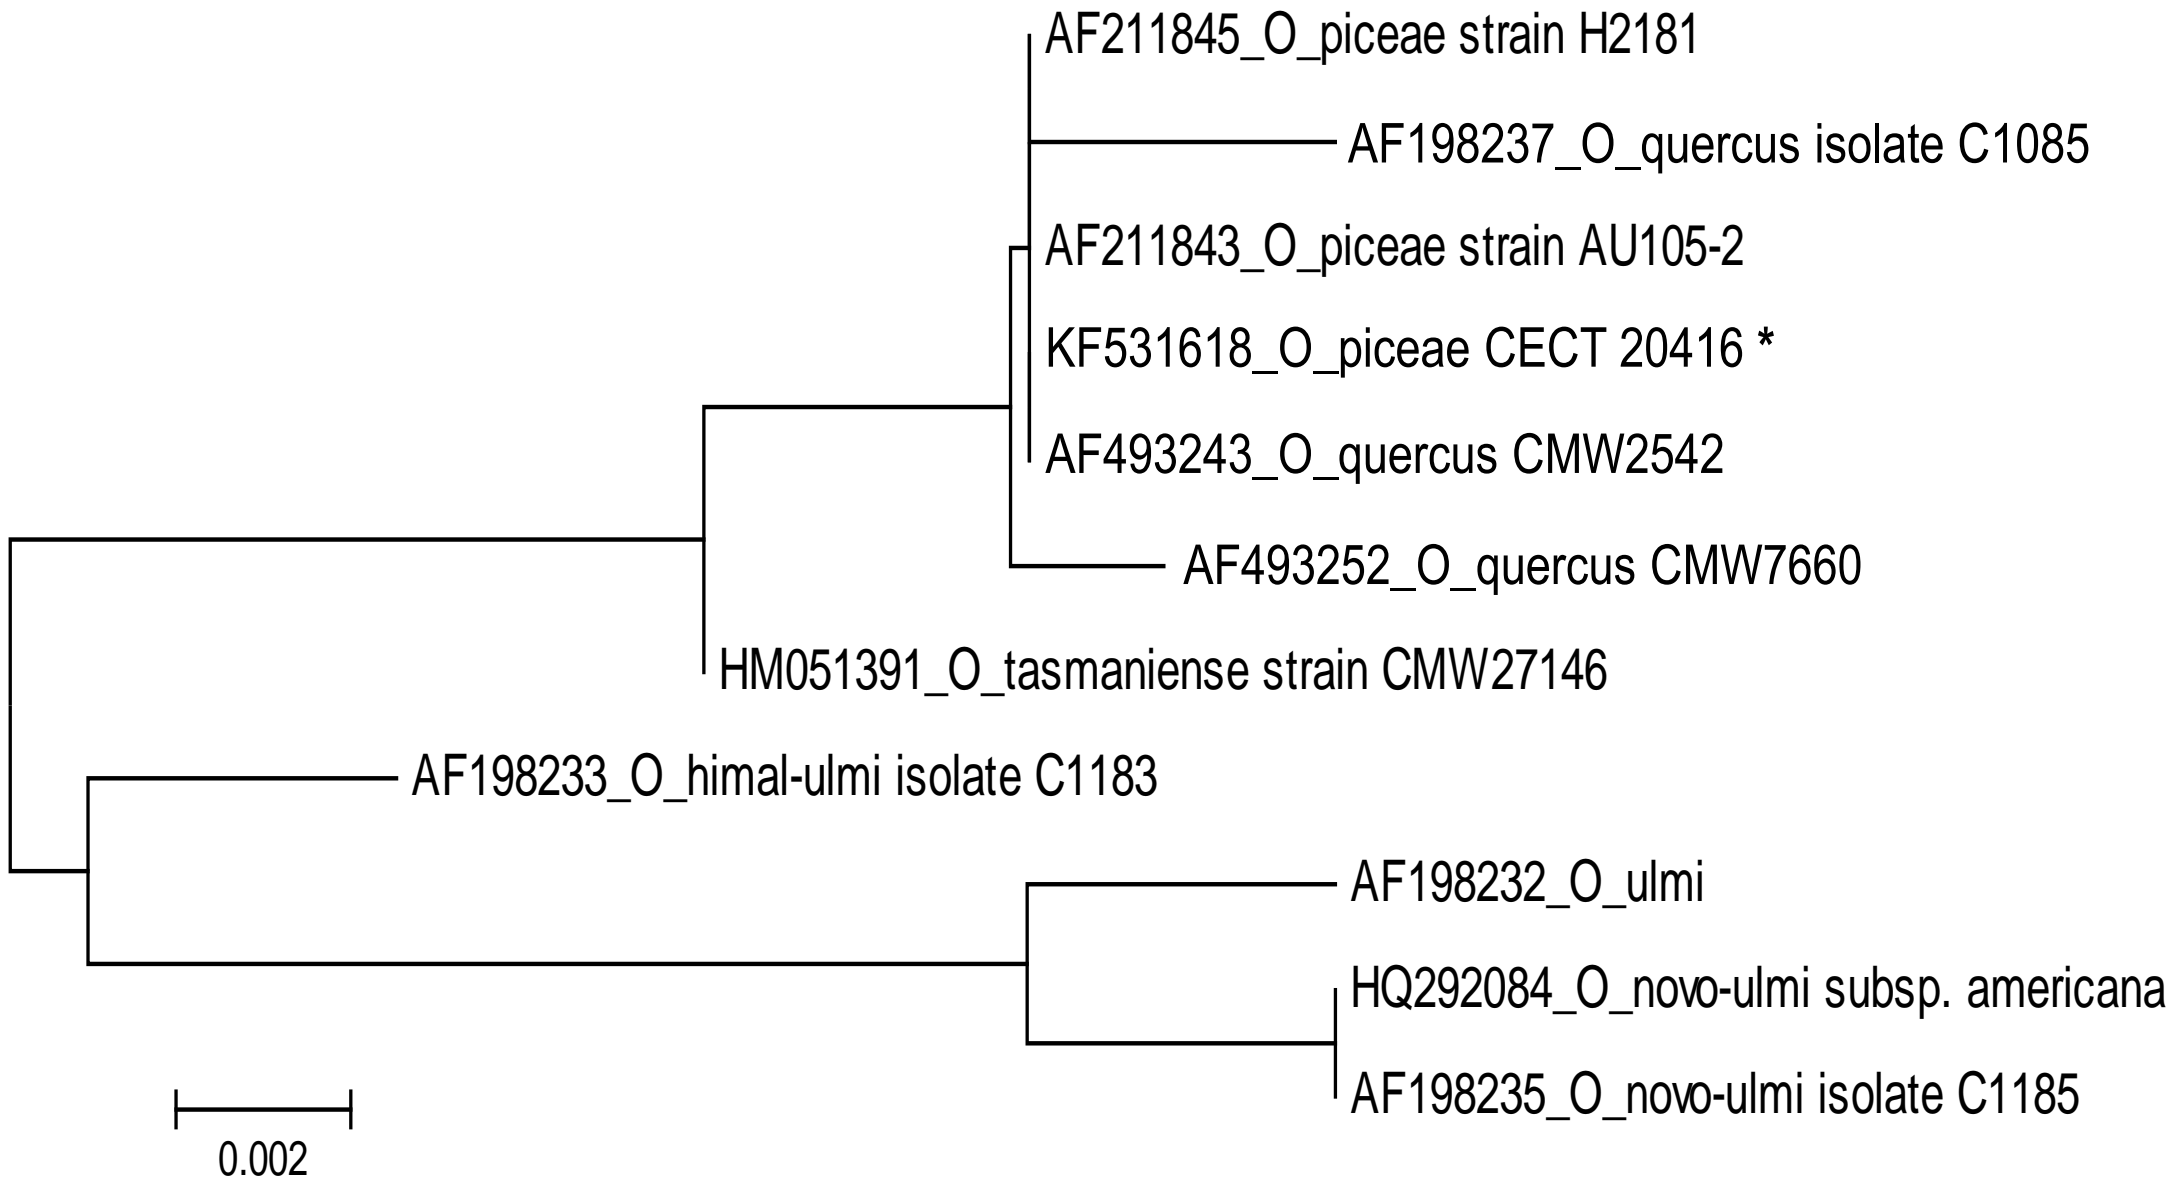 AF211845_O_piceae strain H2181
AF198237_O_quercus isolate C1085
AF211843_O_piceae strain AU105-2
KF531618_O_piceae CECT 20416 *
AF493243_O_quercus CMW2542
AF493252_O_quercus CMW7660
HM051391_O_tasmaniense strain CMW27146
AF198233_O_himal-ulmi isolate C1183
AF198232_O_ulmi
HQ292084_O_novo-ulmi subsp. americana
AF198235_O_novo-ulmi isolate C1185
0.002